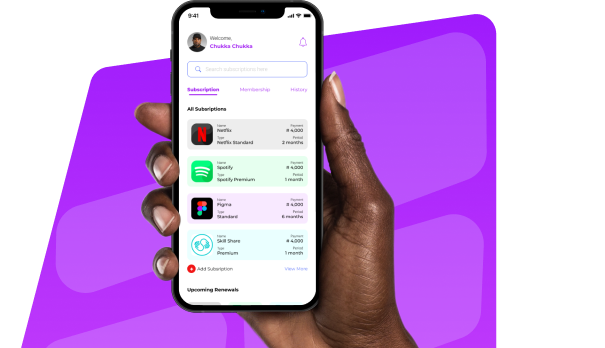 9:41
Welcome,
Chukka Chukka
Search subscriptions here
Subscription Membership History
All Subsriptions
Name Payment
Netflix # 4,000
Type Period
Netflix Standard 3 months
Name Payment
Spotify # 4,000
Type Period
Spotify Premium 1 month
Name Payment
Figma # 4,000
Type Period
Standard 6 months
Name Payment
Skill Share # 4,000
Type Period
Premium 1 month
Add Subsription View More
Upcoming Renewals